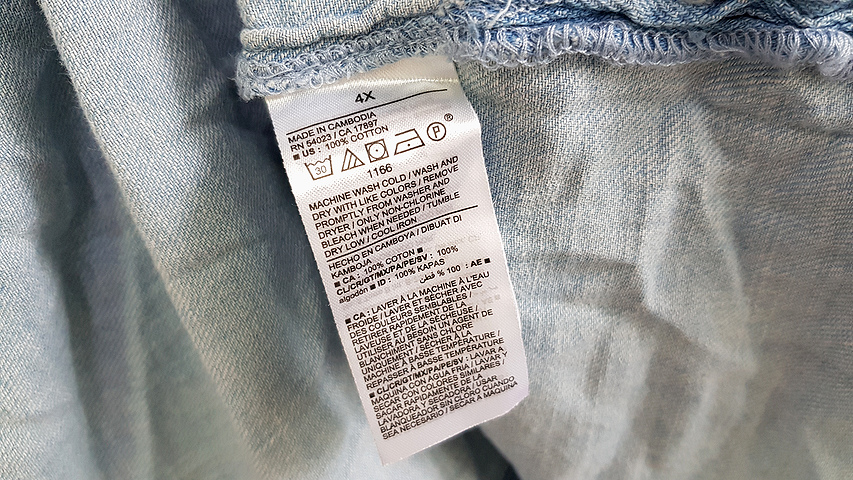 4X
MADE IN CAMBODIA
RN 54023 / CA 17897
■ US : 100% COTTON
30 P ®
1166
MACHINE WASH COLD / WASH AND
DRY WITH LIKE COLORS / REMOVE
PROMPTLY FROM WASHER AND
DRYER / ONLY NON-CHLORINE
BLEACH WHEN NEEDED / TUMBLE
DRY LOW / COOL IRON
HECHO EN CAMBOYA / DIBUAT DI
KAMBOJA
■ CA : 100% COTTON ■
CL/CR/GT/MX/PA/PE/SV : 100%
algodón ■ ID : 100% KAPAS قطن % 100 : AE ■
■ CA : LAVER À LA MACHINE À L'EAU
FROIDE / LAVER ET SÉCHER AVEC
DES COULEURS SEMBLABLES /
RETIRER RAPIDEMENT DE LA
LAVEUSE ET DE LA SÉCHEUSE /
UTILISER AU BESOIN UN AGENT DE
BLANCHIMENT SANS CHLORE
UNIQUEMENT / SÉCHER À LA
MACHINE À BASSE TEMPÉRATURE /
REPASSER À BASSE TEMPÉRATURE
■ CL/CR/GT/MX/PA/PE/SV : LAVAR A
MÁQUINA CON AGUA FRÍA / LAVAR Y
SECAR CON COLORES SIMILARES /
SACAR RÁPIDAMENTE DE LA
LAVADORA Y SECADORA / USAR
BLANQUEADOR SIN CLORO CUANDO
SEA NECESARIO / SECAR A MÁQUINA